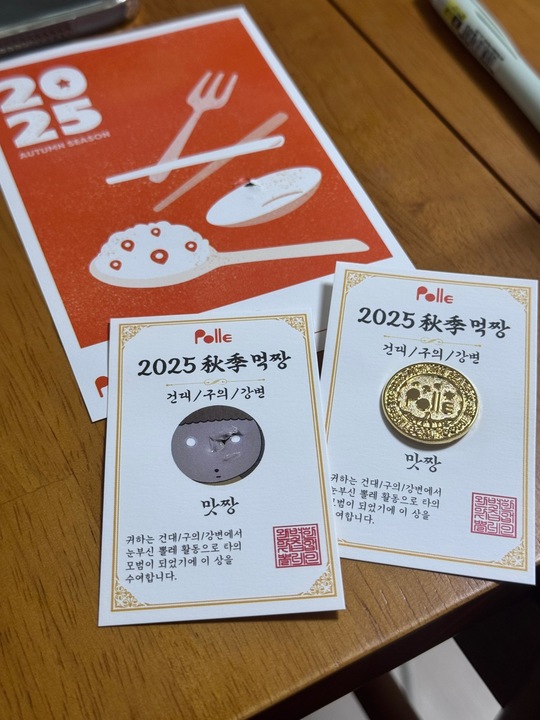 2025
AUTUMN SEASON
Polle
2025 秋季 먹짱
건대/구의/강변
맛짱
귀하는 건대/구의/강변에서
눈부신 뽈레 활동으로 타의
모범이 되었기에 이 상을
수여합니다.
Polle
2025 秋季 먹짱
건대/구의/강변
Polle
맛짱
귀하는 건대/구의/강변에서
눈부신 뽈레 활동으로 타의
모범이 되었기에 이 상을
여합니다.